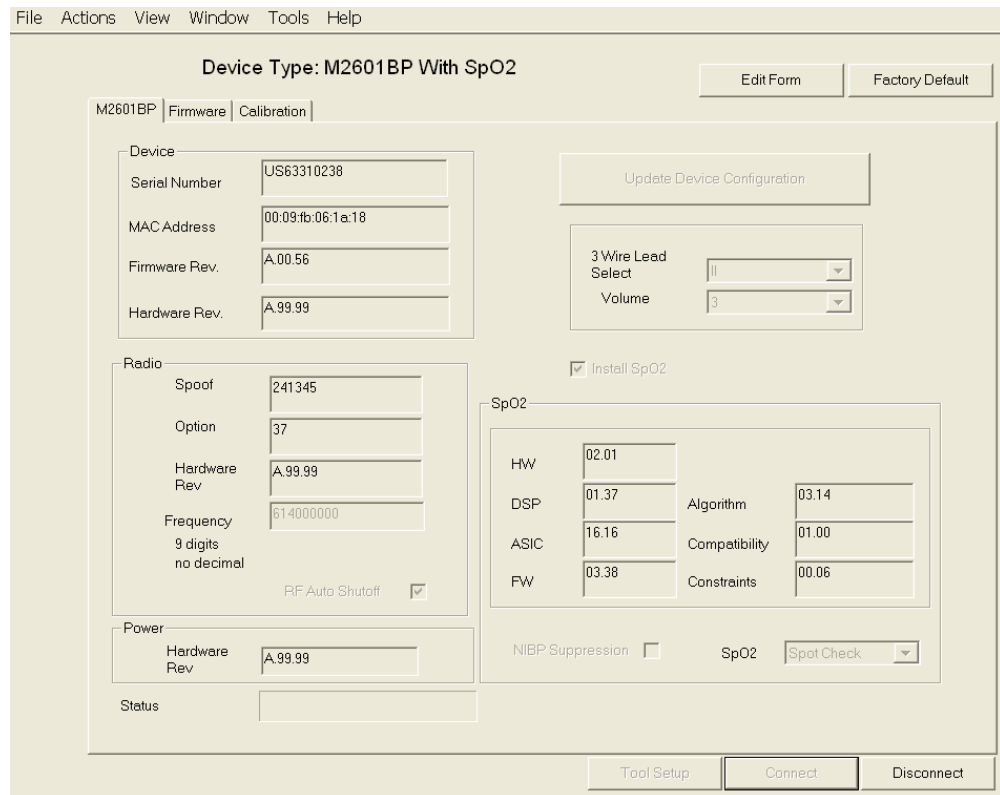 File Actions View Window Tools Help
Device Type: M2601BP With SpO2
Edit Form
Factory Default
M2601BP Firmware Calibration
Device
Serial Number US63310238
MAC Address 00:09:fb:06:1a:18
Firmware Rev. A.00.56
Hardware Rev. A.99.99
Update Device Configuration
3 Wire Lead
Select II
Volume 3
Install SpO2
Radio
Spoof 241345
Option 37
Hardware
Rev A.99.99
Frequency 614000000
9 digits
no decimal
RF Auto Shutoff
SpO2
HW 02.01
DSP 01.37 Algorithm 03.14
ASIC 16.16 Compatibility 01.00
FW 03.38 Constraints 00.06
NIBP Suppression SpO2 Spot Check
Power
Hardware
Rev A.99.99
Status
Tool Setup Connect Disconnect